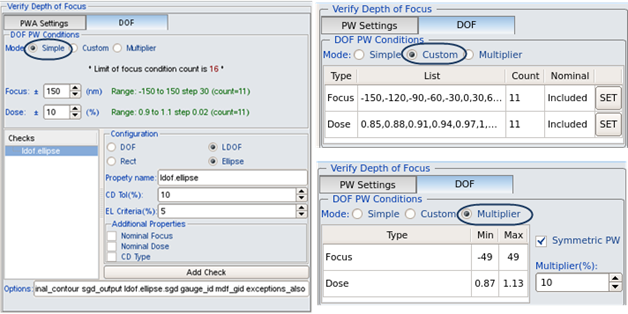 Verify Depth of Focus
PWA Settings
DOF
DOF PW Conditions
Mode: Simple Custom Multiplier
* Limit of focus condition count is 16 *
Focus: ± 150 (nm) Range: -150 to 150 step 30 (count=11)
Dose: ± 10 (%) Range: 0.9 to 1.1 step 0.02 (count=11)
Checks
ldof.ellipse
Configuration
DOF LDOF
Rect Ellipse
Propety name: ldof.ellipse
CD Tol(%): 10
EL Criteria(%): 5
Additional Properties
Nominal Focus
Nominal Dose
CD Type
Add Check
Options: inal_contour sgd_output ldof.ellipse.sgd gauge_id mdf_gid exceptions_also
Verify Depth of Focus
PW Settings
DOF
DOF PW Conditions
Mode: Simple Custom Multiplier
Type List Count Nominal
Focus -150,-120,-90,-60,-30,0,30,6... 11 Included SET
Dose 0.85,0.88,0.91,0.94,0.97,1,... 11 Included SET
Verify Depth of Focus
PW Settings
DOF
DOF PW Conditions
Mode: Simple Custom Multiplier
Type Min Max
Focus -49 49
Dose 0.87 1.13
Symmetric PW
Multiplier(%):
10